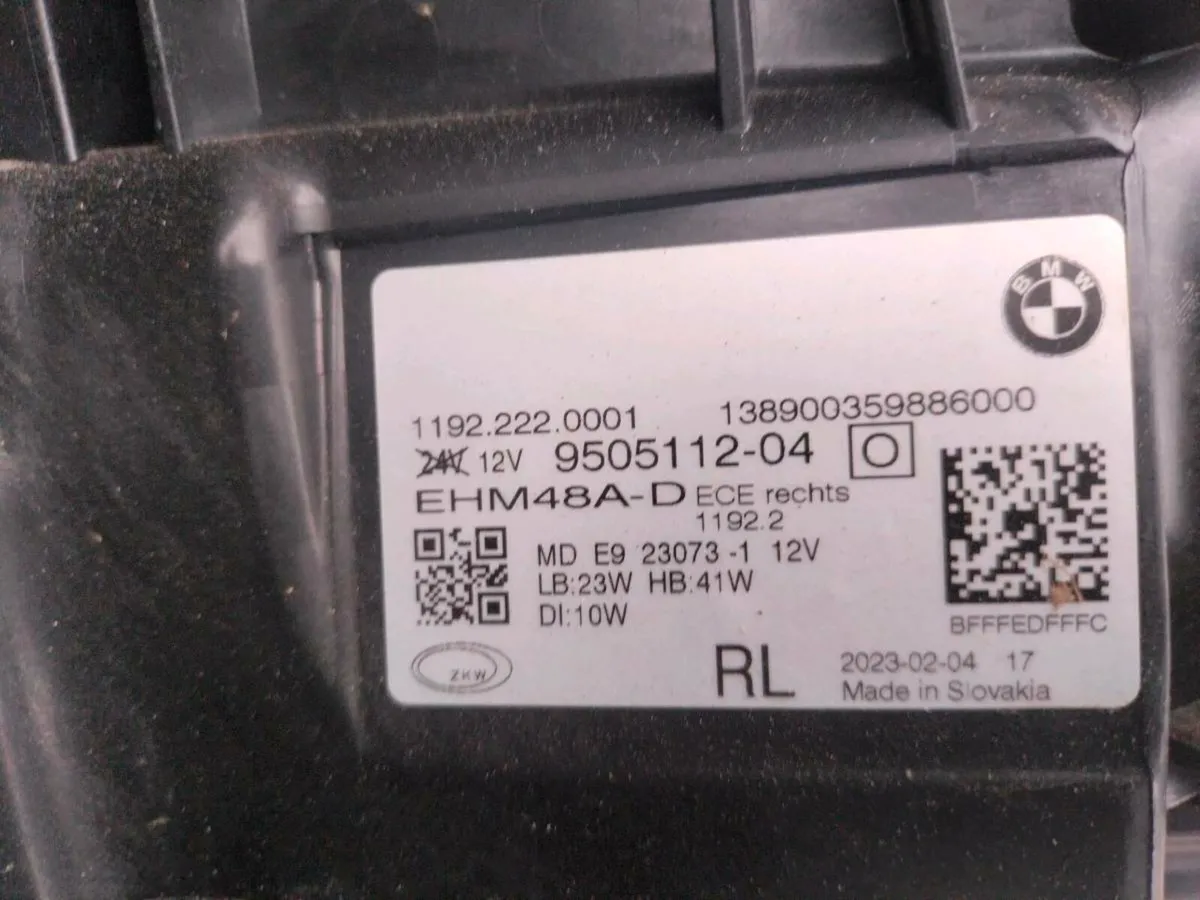 BMW
1192.222.0001 138900359886000
24V 12V 9505112-04
EHM48A-D ECE rechts
1192.2
MD E9 23073 -1 12V
LB:23W HB:41W
DI:10W
BFFFEDFFFC
ZKW
RL
2023-02-04 17
Made in Slovakia